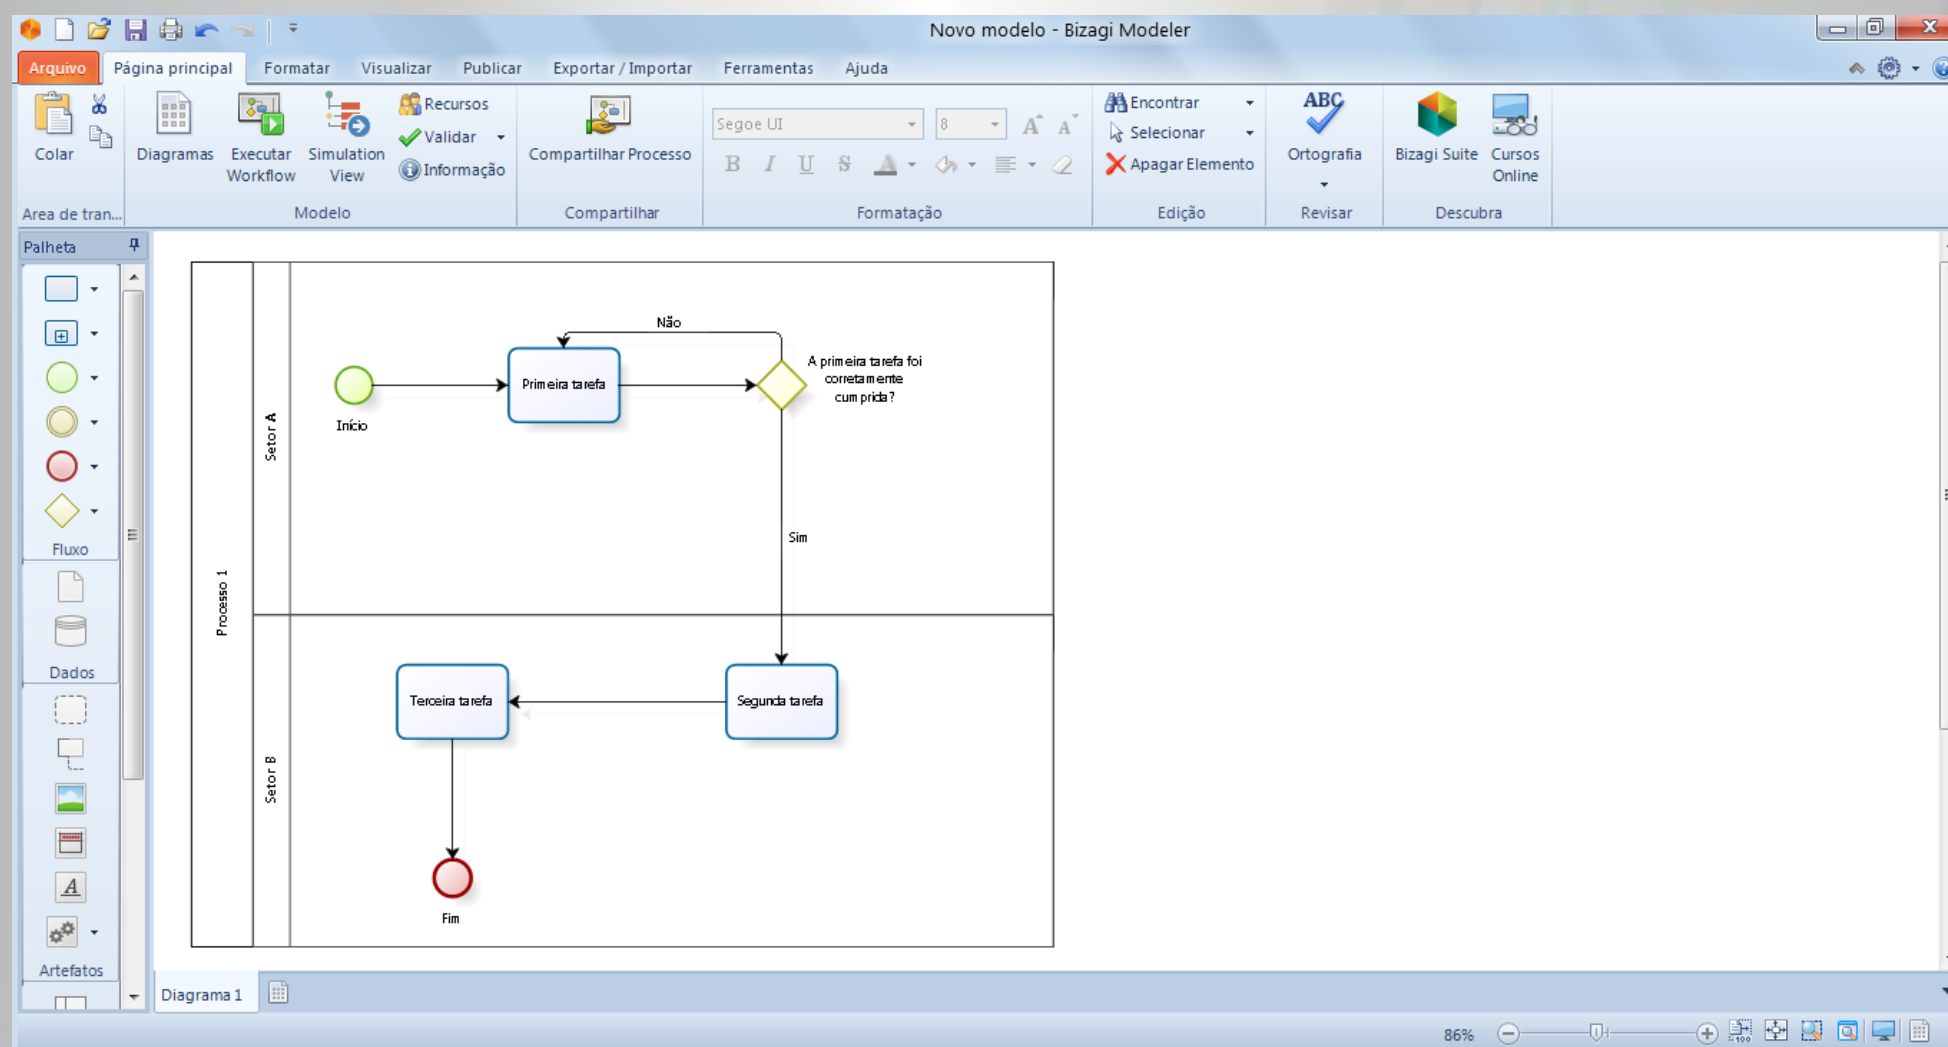 Novo modelo - Bizagi Modeler
Arquivo Página principal Formatar Visualizar Publicar Exportar / Importar Ferramentas Ajuda
Colar
Area de tran...
Diagramas
Executar
Workflow
Simulation
View
Recursos
Validar
Informação
Modelo
Compartilhar Processo
Compartilhar
Segoe UI 8
A A
B I U S A
Formatação
Encontrar
Selecionar
Apagar Elemento
Edição
ABC
Ortografia
Revisar
Bizagi Suite
Cursos
Online
Descubra
Palheta
Fluxo
Dados
A
Artefatos
Processo 1
Setor A
Início
Primeira tarefa
Não
A primeira tarefa foi
corretamente
cumprida?
Sim
Setor B
Terceira tarefa
Segunda tarefa
Fim
Diagrama 1
86%
100